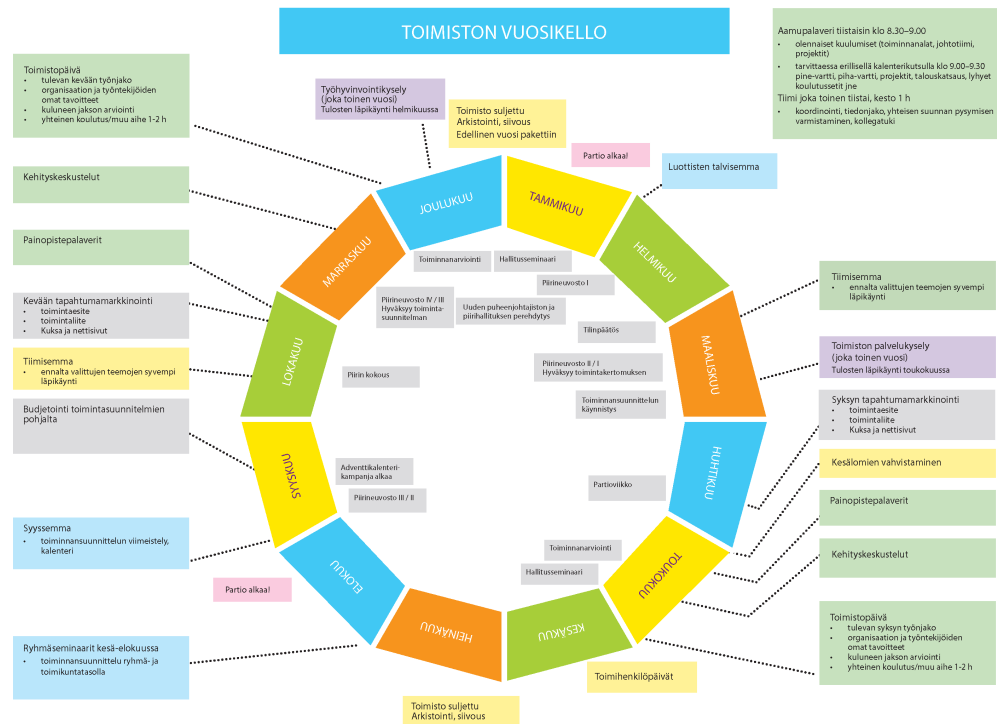 TOIMISTON VUOSIKELLO
Aamupalaveri tiistaisin klo 8.30–9.00
• olennaiset kuulumiset (toiminnanalat, johtotiimi,
projektit)
• tarvittaessa erillisellä kalenterikutsulla klo 9.00–9.30
pine-vartti, piha-vartti, projektit, talouskatsaus, lyhyet
koulutussetit jne
Tiimi joka toinen tiistai, kesto 1 h
• koordinointi, tiedonjako, yhteisen suunnan pysymisen
varmistaminen, kollegatuki
Toimistopäivä
• tulevan kevään työnjako
• organisaation ja työntekijöiden
omat tavoitteet
• kuluneen jakson arviointi
• yhteinen koulutus/muu aihe 1-2 h
Työhyvinvointikysely
(joka toinen vuosi)
Tulosten läpikäynti helmikuussa
Toimisto suljettu
Arkistointi, siivous
Edellinen vuosi pakettiin
Partio alkaa!
Luottisten talvisemma
Kehityskeskustelut
Painopistepalaverit
Kevään tapahtumamarkkinointi
• toimintaesite
• toimintaliite
• Kuksa ja nettisivut
Tiimisemma
• ennalta valittujen teemojen syvempi
läpikäynti
Budjetointi toimintasuunnitelmien
pohjalta
Syyssemma
• toiminnansuunnittelun viimeistely,
kalenteri
Partio alkaa!
Ryhmäseminaarit kesä-elokuussa
• toiminnansuunnittelu ryhmä- ja
toimikuntatasolla
JOULUKUU
TAMMIKUU
HELMIKUU
MAALISKUU
HUHTIKUU
TOUKOKUU
KESÄKUU
HEINÄKUU
ELOKUU
SYYSKUU
LOKAKUU
MARRASKUU
Toiminnanarviointi
Hallitusseminaari
Piirineuvosto I
Piirineuvosto IV / III
Hyväksyy toiminta-
suunnitelman
Uuden puheenjohtajiston ja
piirihallituksen perehdytys
Tilinpäätös
Piirineuvosto II / I
Hyväksyy toimintakertomuksen
Piirin kokous
Toiminnansuunnittelun
käynnistys
Adventtikalenteri-
kampanja alkaa
Piirineuvosto III / II
Partioviikko
Toiminnanarviointi
Hallitusseminaari
Tiimisemma
• ennalta valittujen teemojen syvempi
läpikäynti
Toimiston palvelukysely
(joka toinen vuosi)
Tulosten läpikäynti toukokuussa
Syksyn tapahtumamarkkinointi
• toimintaesite
• toimintaliite
• Kuksa ja nettisivut
Kesälomien vahvistaminen
Painopistepalaverit
Kehityskeskustelut
Toimistopäivä
• tulevan syksyn työnjako
• organisaation ja työntekijöiden
omat tavoitteet
• kuluneen jakson arviointi
• yhteinen koulutus/muu aihe 1-2 h
Toimihenkilöpäivät
Toimisto suljettu
Arkistointi, siivous